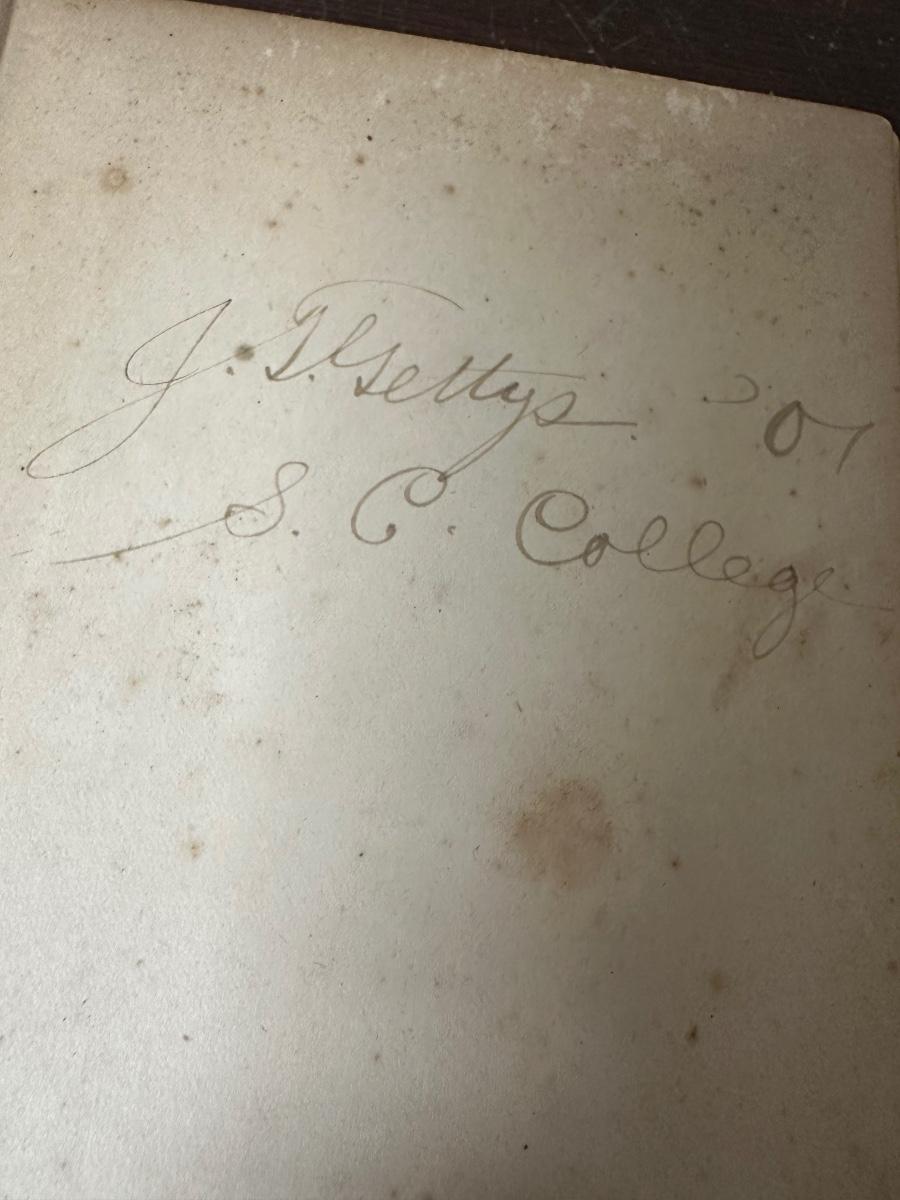 J. T. Gettys '07
S. C. College